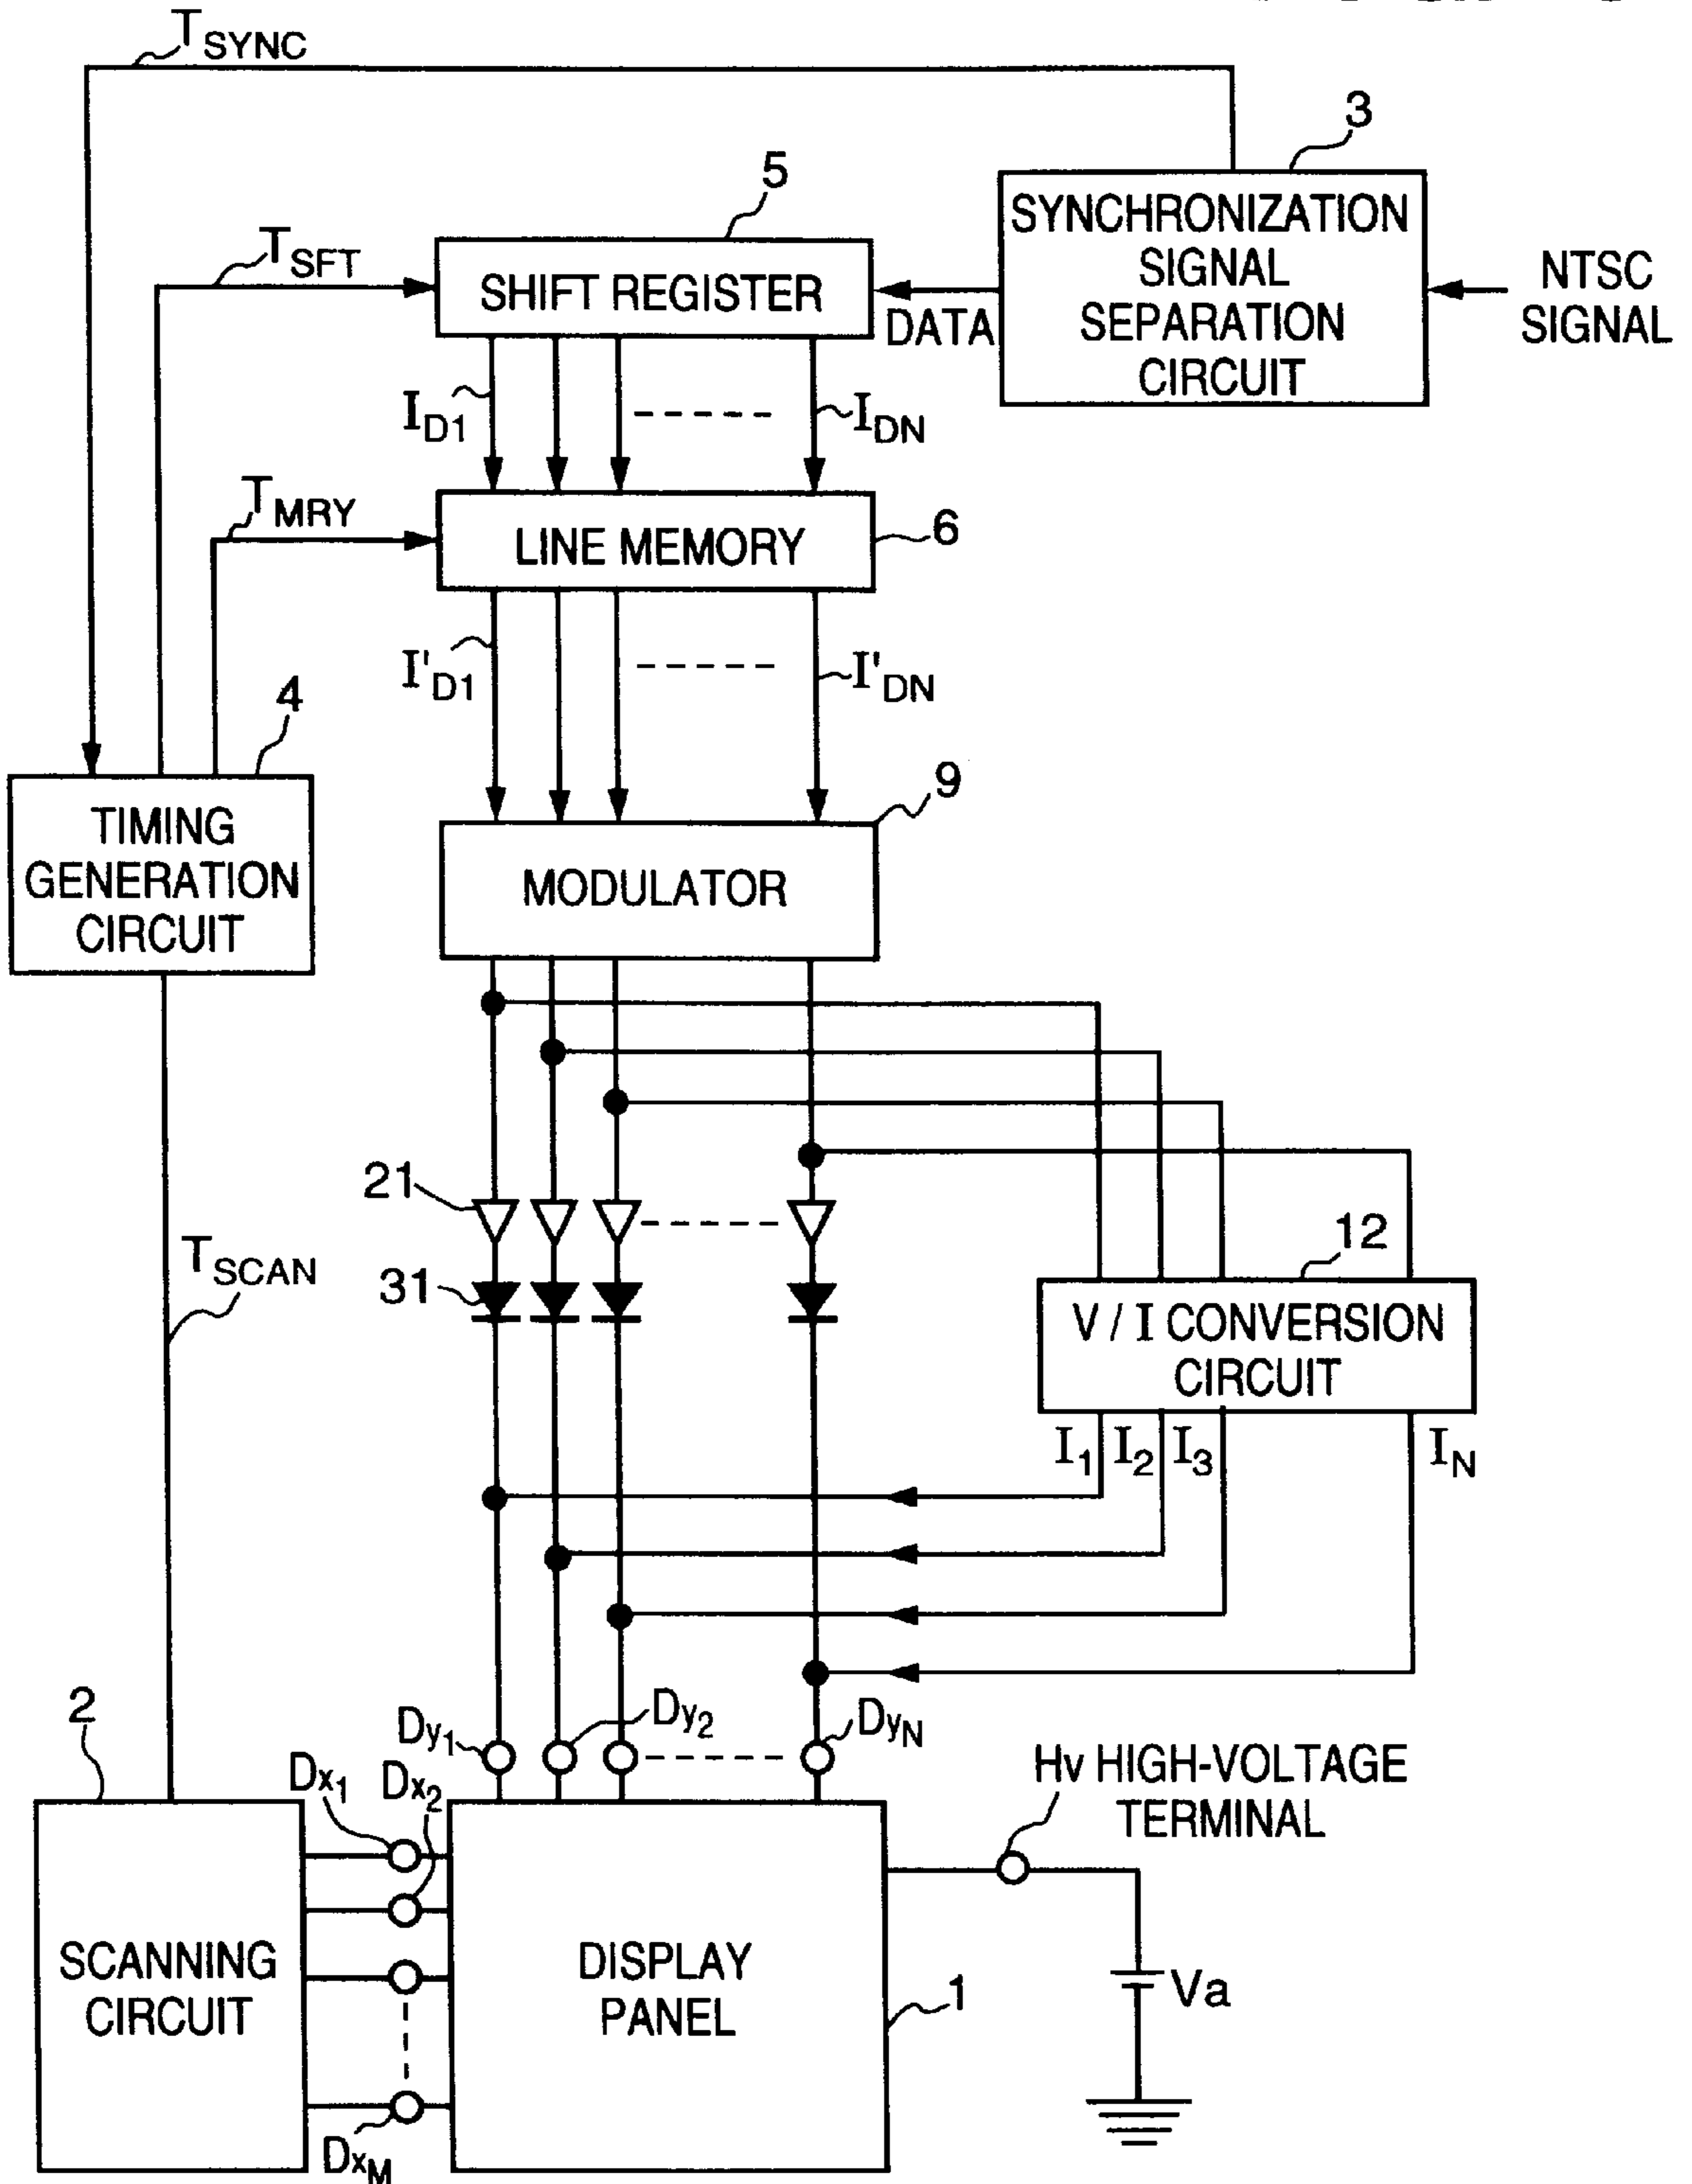 TSYNC
3
5
SYNCHRONIZATION
SIGNAL
SEPARATION
CIRCUIT
TSFT
SHIFT REGISTER
DATA
NTSC
SIGNAL
ID1
IDN
TMRY
LINE MEMORY
6
I'D1
I'DN
4
9
TIMING
GENERATION
CIRCUIT
MODULATOR
21
12
TSCAN
31
V / I CONVERSION
CIRCUIT
I1
I2
I3
IN
2
Dy1
Dy2
DyN
Dx1
Dx2
Hv HIGH-VOLTAGE
TERMINAL
SCANNING
CIRCUIT
DISPLAY
PANEL
1
Va
DxM